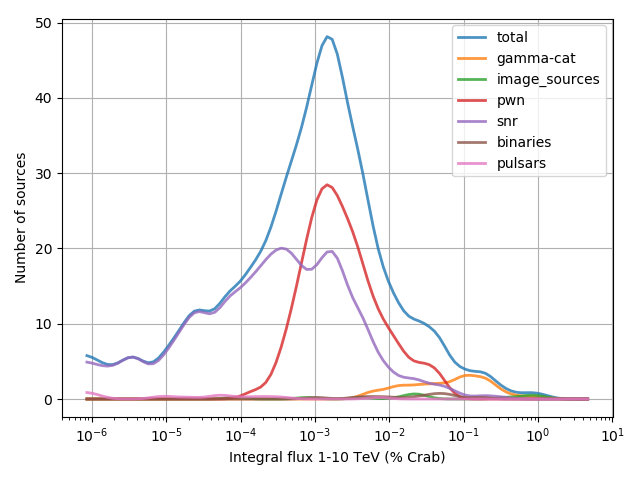 50
40
30
20
10
0
Number of sources
total
gamma-cat
image_sources
pwn
snr
binaries
pulsars
10⁻⁶ 10⁻⁵ 10⁻⁴ 10⁻³ 10⁻² 10⁻¹ 10⁰ 10¹
Integral flux 1-10 TeV (% Crab)